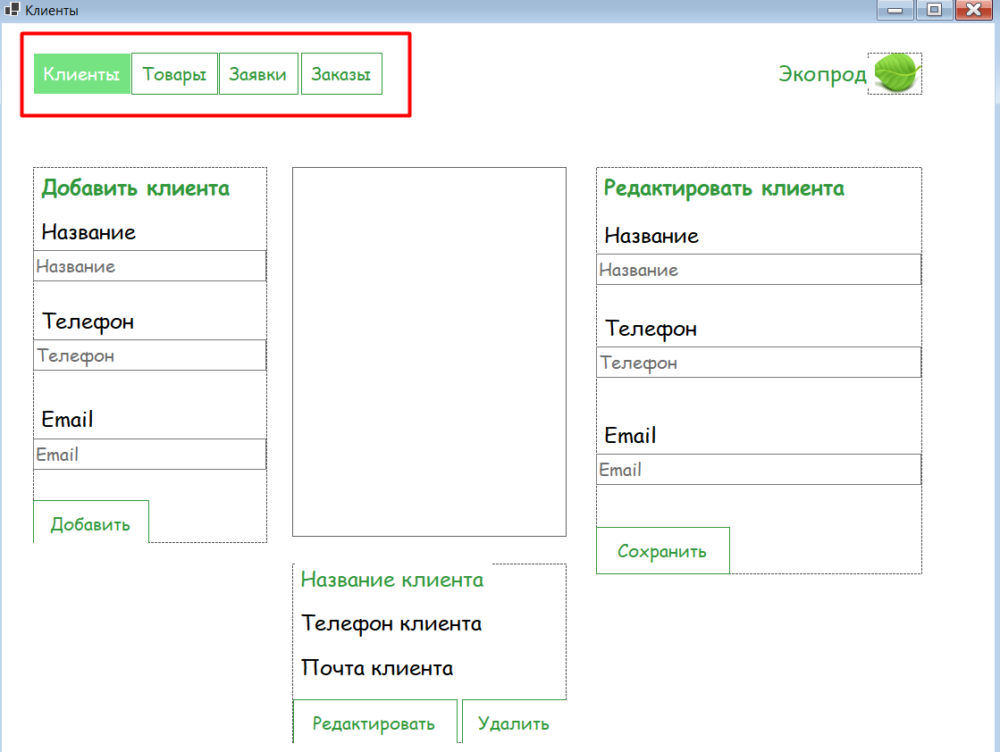 Клиенты
Клиенты Товары Заявки Заказы
Экопрод
Добавить клиента
Название
Название
Телефон
Телефон
Email
Email
Добавить
Название клиента
Телефон клиента
Почта клиента
Редактировать Удалить
Редактировать клиента
Название
Название
Телефон
Телефон
Email
Email
Сохранить